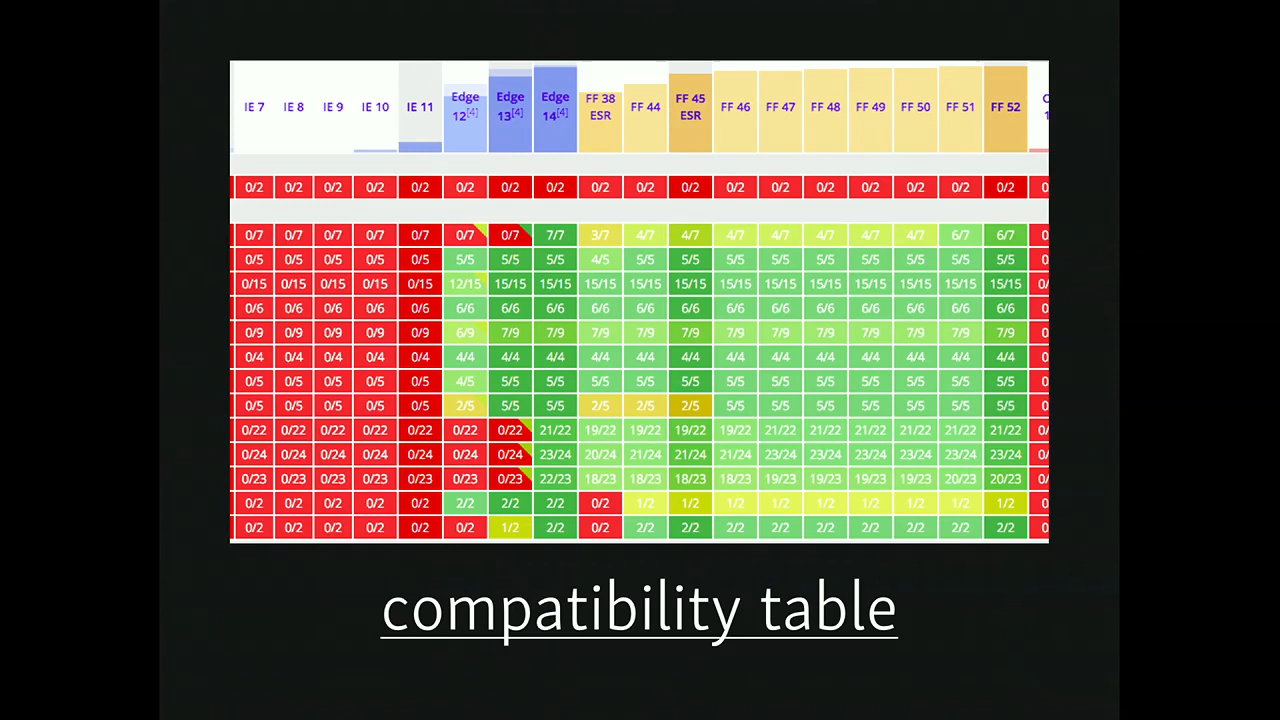 IE 7 IE 8 IE 9 IE 10 IE 11 Edge 12[4] Edge 13[4] Edge 14[4] FF 38 ESR FF 44 FF 45 ESR FF 46 FF 47 FF 48 FF 49 FF 50 FF 51 FF 52
0/2 0/2 0/2 0/2 0/2 0/2 0/2 0/2 0/2 0/2 0/2 0/2 0/2 0/2 0/2 0/2 0/2 0/2
0/7 0/7 0/7 0/7 0/7 0/7 0/7 7/7 3/7 4/7 4/7 4/7 4/7 4/7 4/7 4/7 6/7 6/7
0/5 0/5 0/5 0/5 0/5 5/5 5/5 5/5 4/5 5/5 5/5 5/5 5/5 5/5 5/5 5/5 5/5 5/5
0/15 0/15 0/15 0/15 0/15 12/15 15/15 15/15 15/15 15/15 15/15 15/15 15/15 15/15 15/15 15/15 15/15 15/15
0/6 0/6 0/6 0/6 0/6 6/6 6/6 6/6 6/6 6/6 6/6 6/6 6/6 6/6 6/6 6/6 6/6 6/6
0/9 0/9 0/9 0/9 0/9 6/9 7/9 7/9 7/9 7/9 7/9 7/9 7/9 7/9 7/9 7/9 7/9 7/9
0/4 0/4 0/4 0/4 0/4 4/4 4/4 4/4 4/4 4/4 4/4 4/4 4/4 4/4 4/4 4/4 4/4 4/4
0/5 0/5 0/5 0/5 0/5 4/5 5/5 5/5 5/5 5/5 5/5 5/5 5/5 5/5 5/5 5/5 5/5 5/5
0/5 0/5 0/5 0/5 0/5 2/5 5/5 5/5 2/5 2/5 2/5 5/5 5/5 5/5 5/5 5/5 5/5 5/5
0/22 0/22 0/22 0/22 0/22 0/22 0/22 21/22 19/22 19/22 19/22 19/22 21/22 21/22 21/22 21/22 21/22 21/22
0/24 0/24 0/24 0/24 0/24 0/24 0/24 23/24 20/24 21/24 21/24 21/24 23/24 23/24 23/24 23/24 23/24 23/24
0/23 0/23 0/23 0/23 0/23 0/23 0/23 22/23 18/23 18/23 18/23 18/23 19/23 19/23 19/23 19/23 20/23 20/23
0/2 0/2 0/2 0/2 0/2 2/2 2/2 2/2 0/2 1/2 1/2 1/2 1/2 1/2 1/2 1/2 1/2 1/2
0/2 0/2 0/2 0/2 0/2 0/2 1/2 2/2 0/2 2/2 2/2 2/2 2/2 2/2 2/2 2/2 2/2 2/2
compatibility table